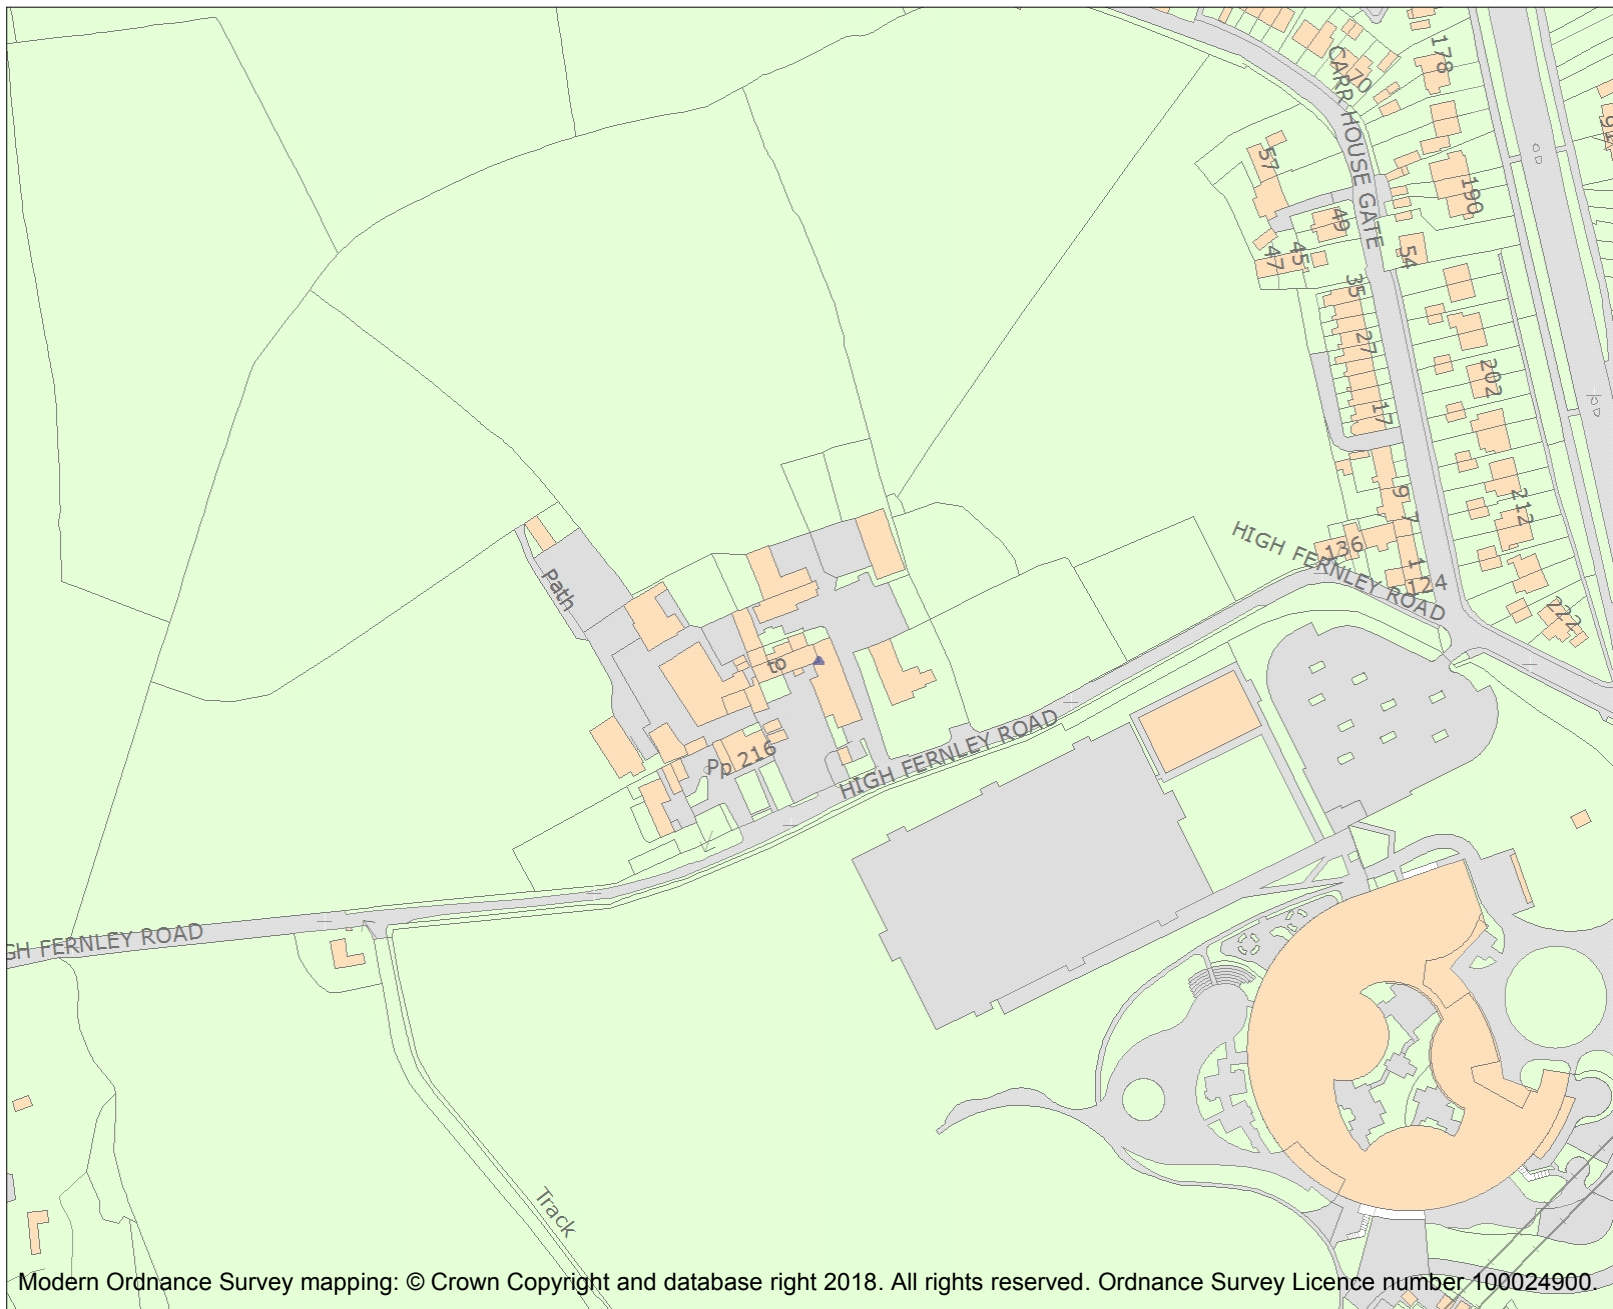 178
70
CARR HOUSE GATE
57
190
49
45
47
54
35
27
202
17
9
7
212
HIGH FERNLEY ROAD
136
1
124
222
Path
to
Pp 216
HIGH FERNLEY ROAD
GH FERNLEY ROAD
Track
Modern Ordnance Survey mapping: © Crown Copyright and database right 2018. All rights reserved. Ordnance Survey Licence number 100024900.